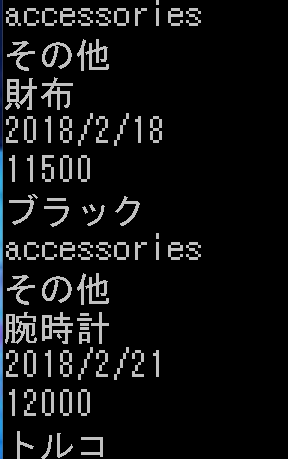 accessories
その他
財布
2018/2/18
11500
ブラック
accessories
その他
腕時計
2018/2/21
12000
トルコ